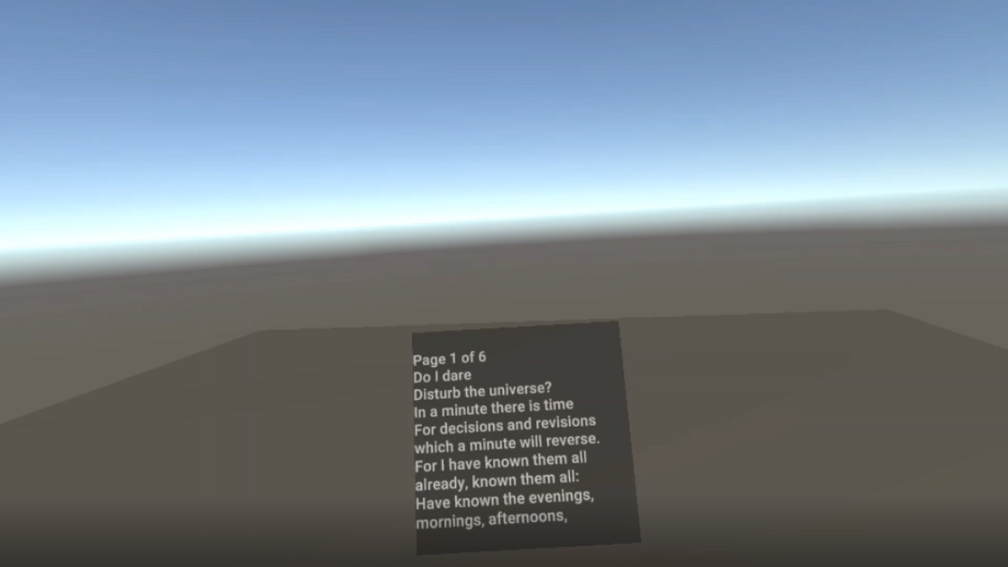 Page 1 of 6
Do I dare
Disturb the universe?
In a minute there is time
For decisions and revisions
which a minute will reverse.
For I have known them all
already, known them all:
Have known the evenings,
mornings, afternoons,